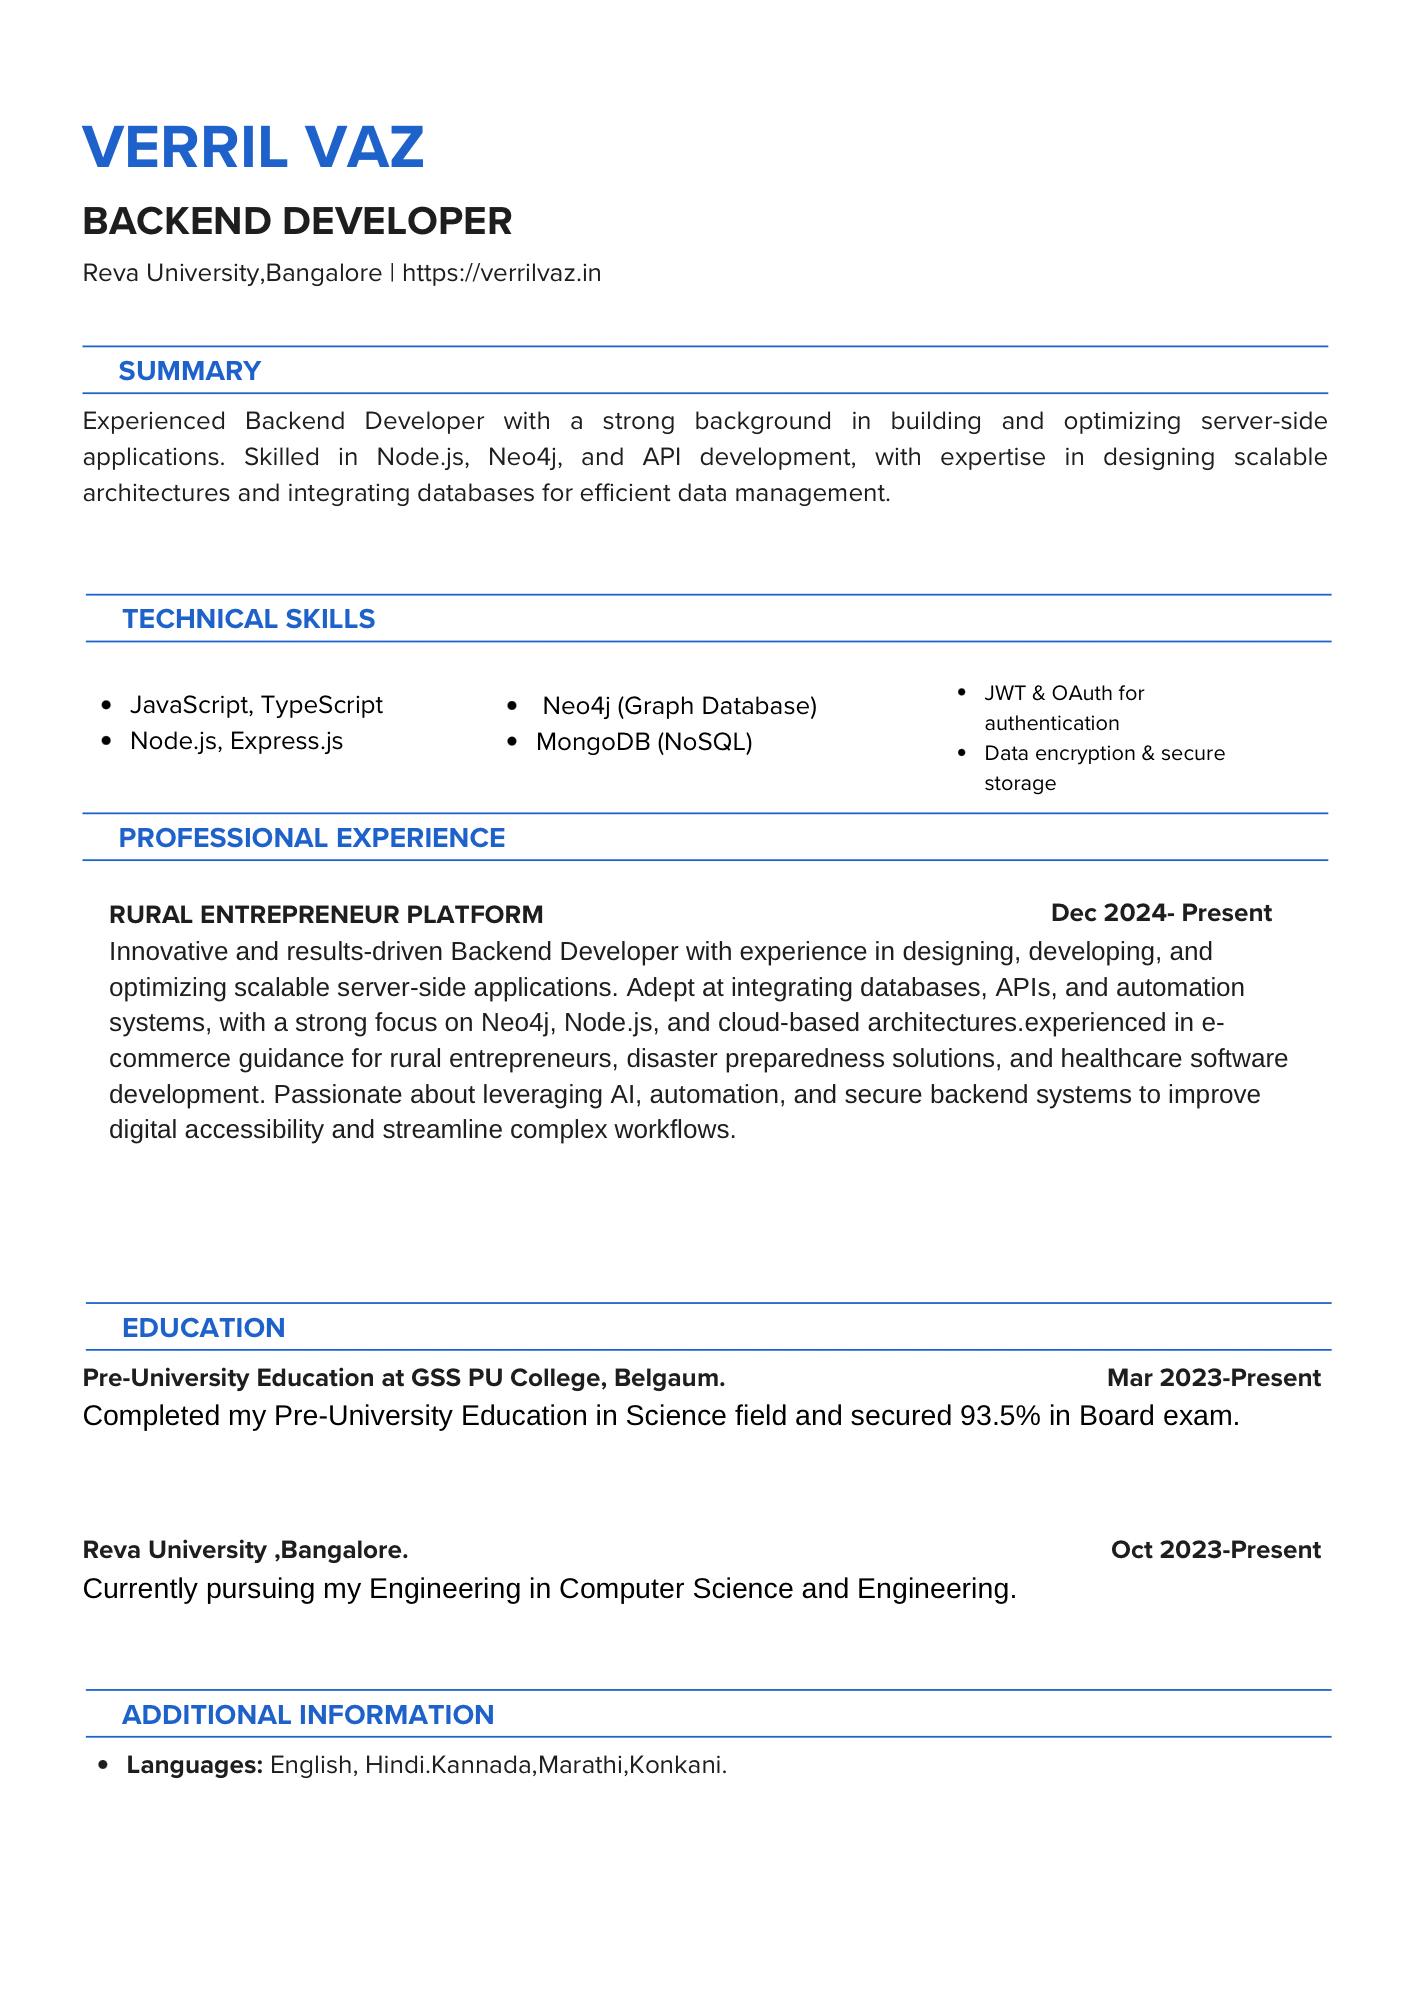 VERRIL VAZ
BACKEND DEVELOPER
Reva University,Bangalore | https://verrilvaz.in
SUMMARY
Experienced Backend Developer with a strong background in building and optimizing server-side
applications. Skilled in Node.js, Neo4j, and API development, with expertise in designing scalable
architectures and integrating databases for efficient data management.
TECHNICAL SKILLS
• JavaScript, TypeScript
• Node.js, Express.js
• Neo4j (Graph Database)
• MongoDB (NoSQL)
• JWT & OAuth for
authentication
• Data encryption & secure
storage
PROFESSIONAL EXPERIENCE
RURAL ENTREPRENEUR PLATFORM Dec 2024- Present
Innovative and results-driven Backend Developer with experience in designing, developing, and
optimizing scalable server-side applications. Adept at integrating databases, APIs, and automation
systems, with a strong focus on Neo4j, Node.js, and cloud-based architectures.experienced in e-
commerce guidance for rural entrepreneurs, disaster preparedness solutions, and healthcare software
development. Passionate about leveraging AI, automation, and secure backend systems to improve
digital accessibility and streamline complex workflows.
EDUCATION
Pre-University Education at GSS PU College, Belgaum. Mar 2023-Present
Completed my Pre-University Education in Science field and secured 93.5% in Board exam.
Reva University ,Bangalore. Oct 2023-Present
Currently pursuing my Engineering in Computer Science and Engineering.
ADDITIONAL INFORMATION
• Languages: English, Hindi.Kannada,Marathi,Konkani.